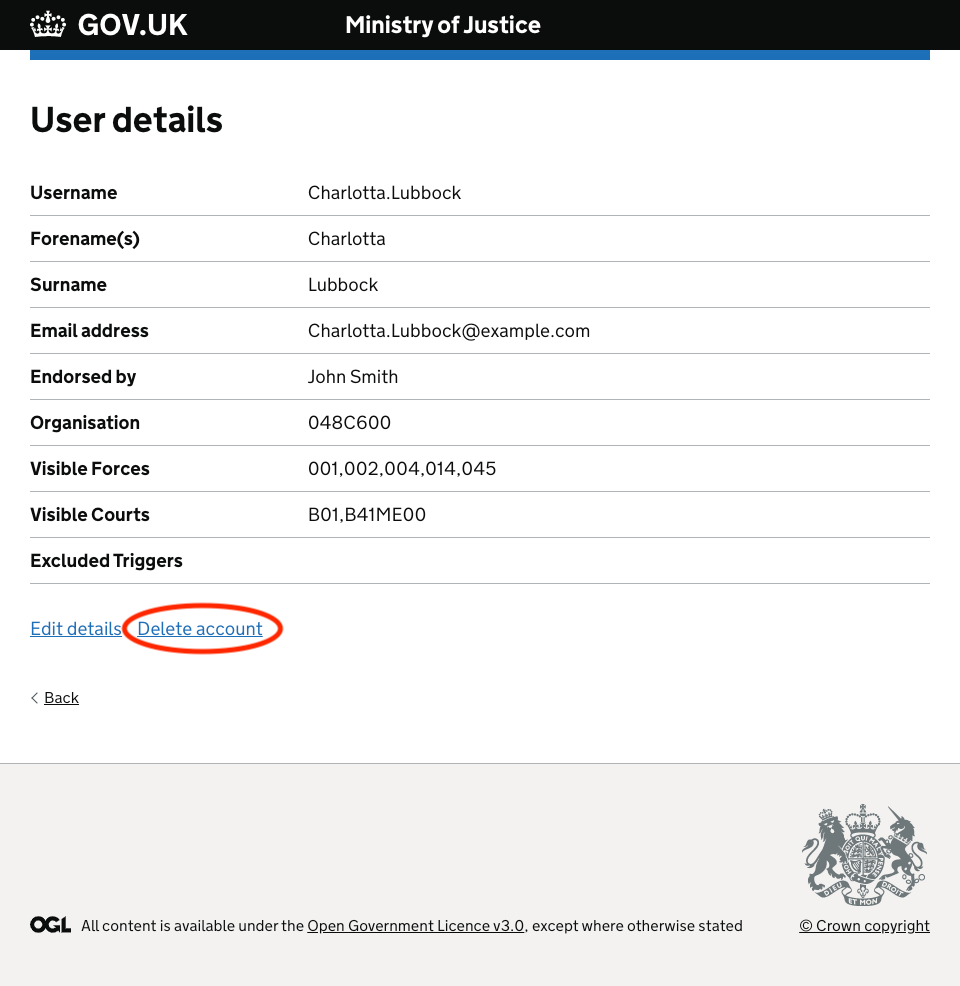 GOV.UK Ministry of Justice
User details
Username Charlotta.Lubbock
Forename(s) Charlotta
Surname Lubbock
Email address Charlotta.Lubbock@example.com
Endorsed by John Smith
Organisation 048C600
Visible Forces 001,002,004,014,045
Visible Courts B01,B41ME00
Excluded Triggers
Edit details Delete account
Back
DIEU ET MON DROIT
OGL All content is available under the Open Government Licence v3.0, except where otherwise stated © Crown copyright